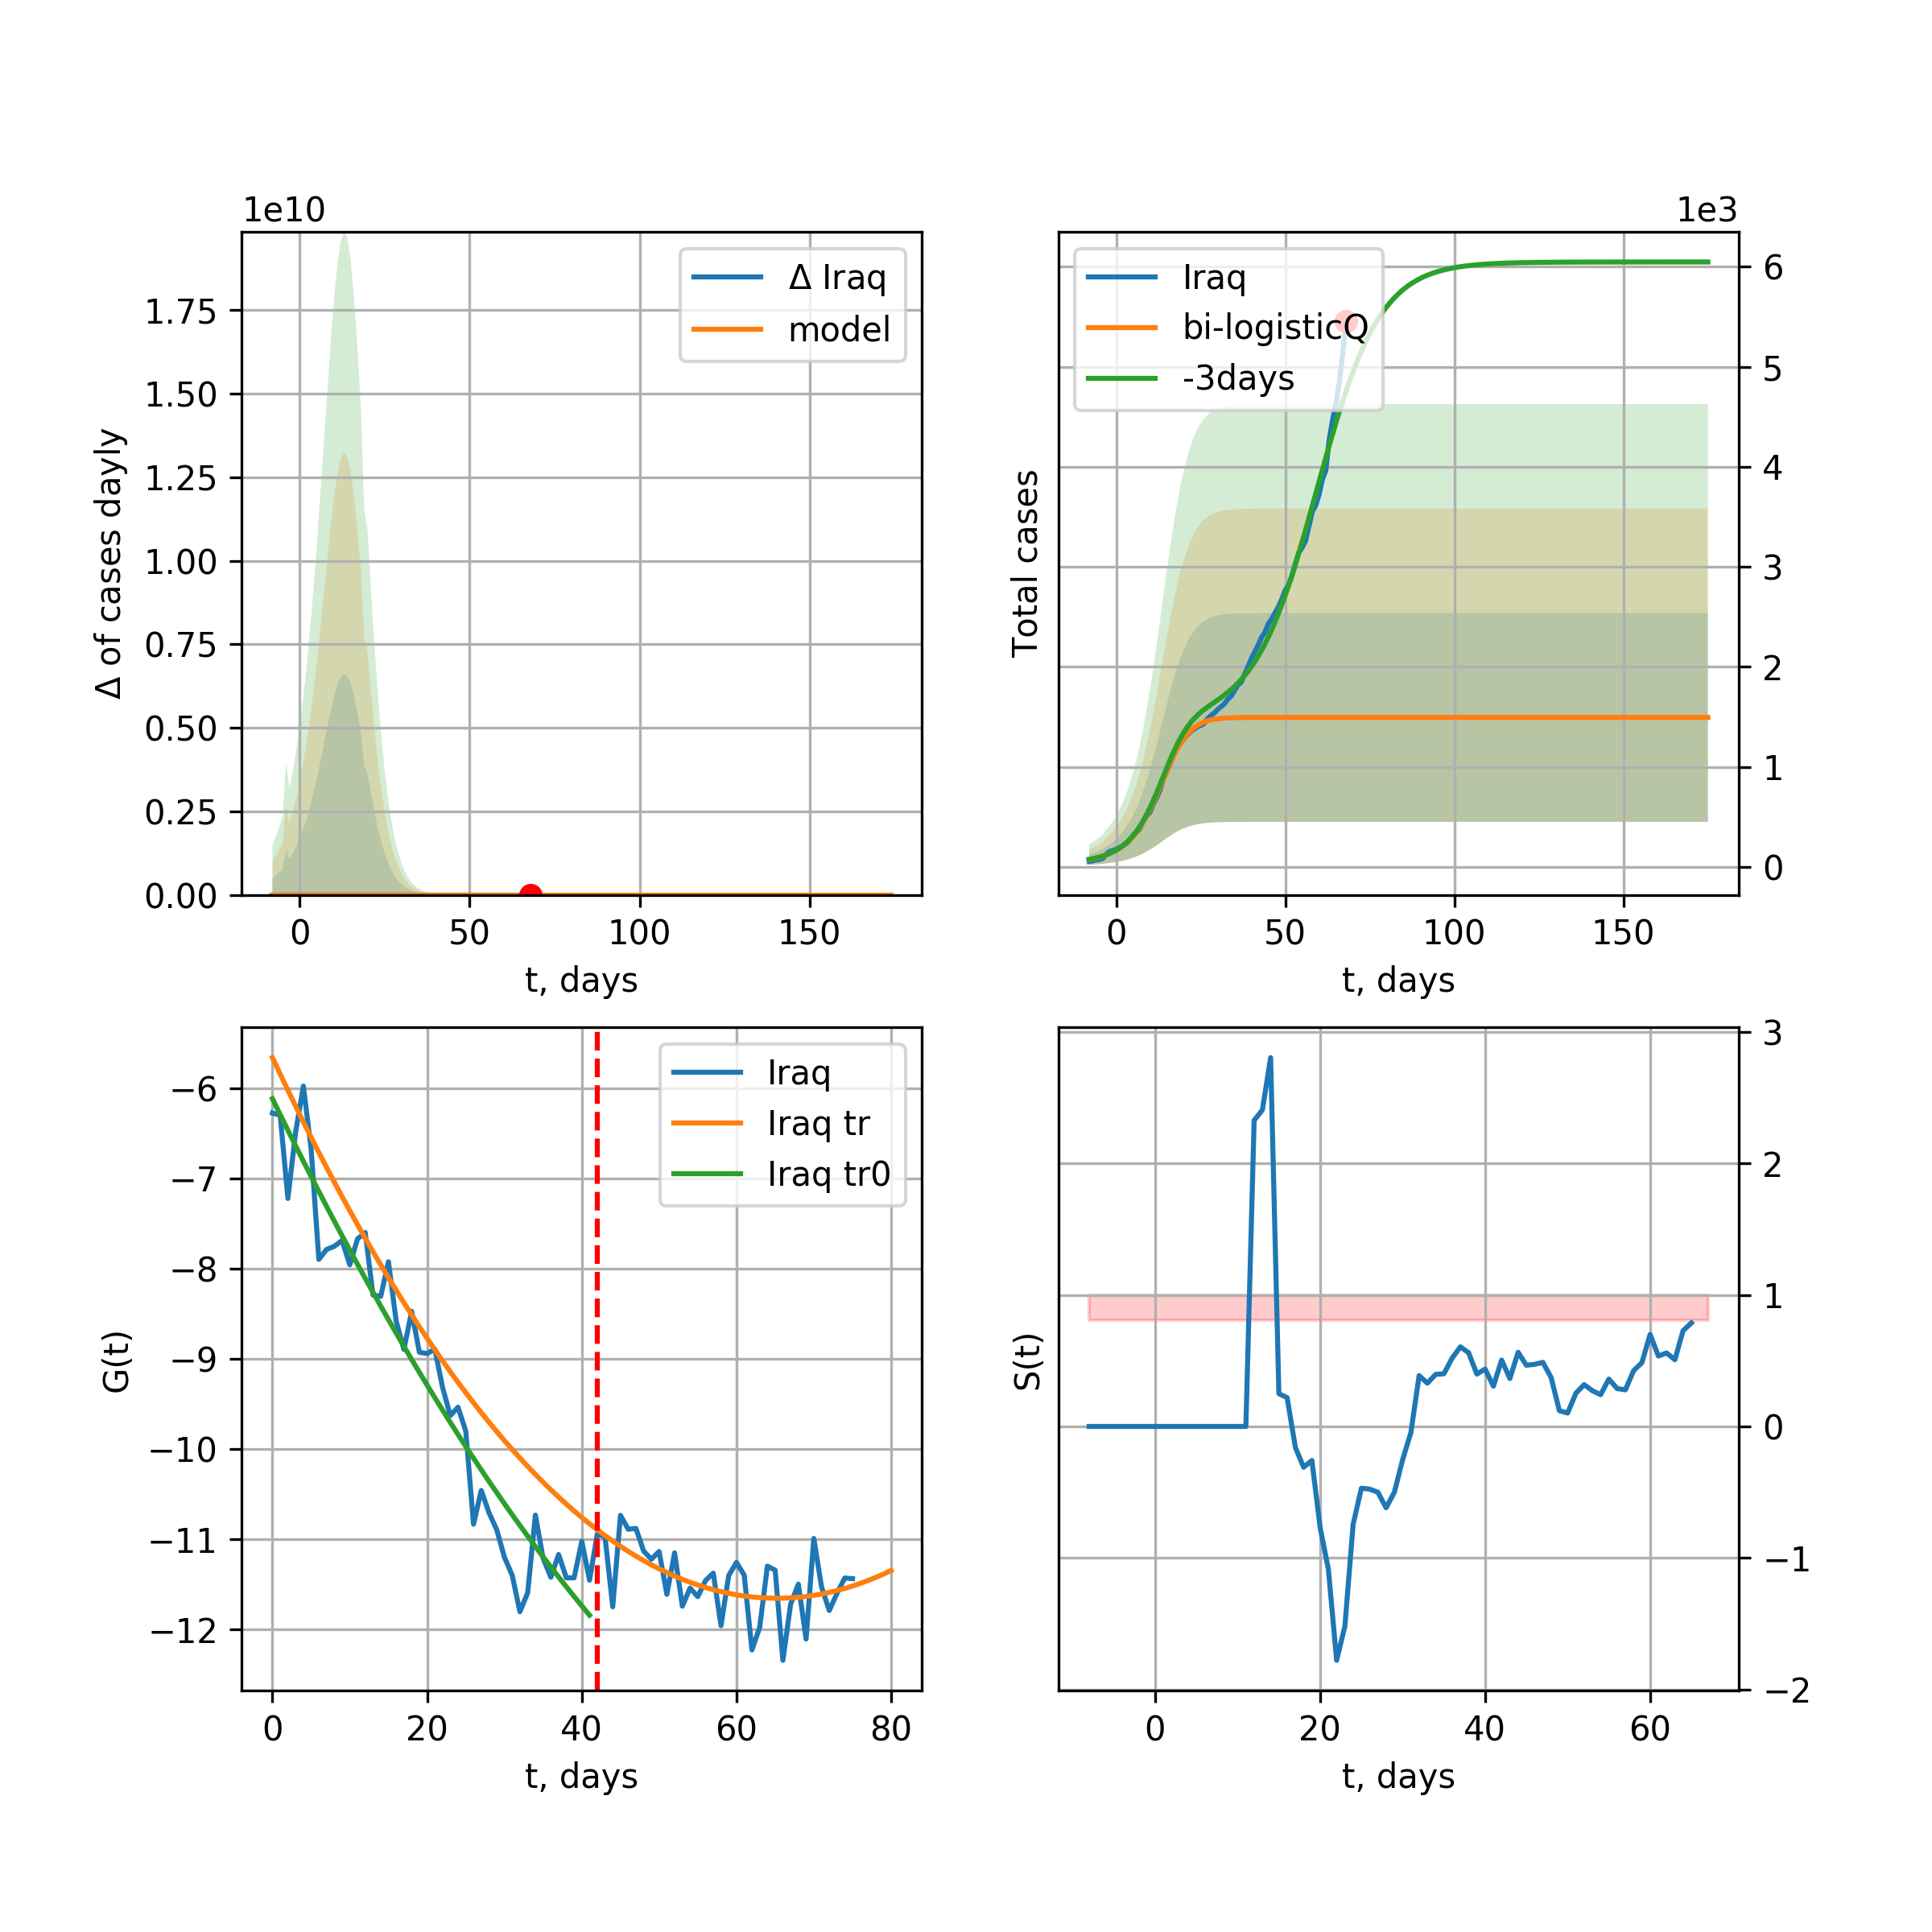 1e10
Δ of cases dayly
1.75
1.50
1.25
1.00
0.75
0.50
0.25
0.00
Δ Iraq
model
0 50 100 150
t, days
1e3
Total cases
Iraq
bi-logisticQ
-3days
6
5
4
3
2
1
0
0 50 100 150
t, days
G(t)
−6
−7
−8
−9
−10
−11
−12
Iraq
Iraq tr
Iraq tr0
0 20 40 60 80
t, days
S(t)
3
2
1
0
−1
−2
0 20 40 60
t, days